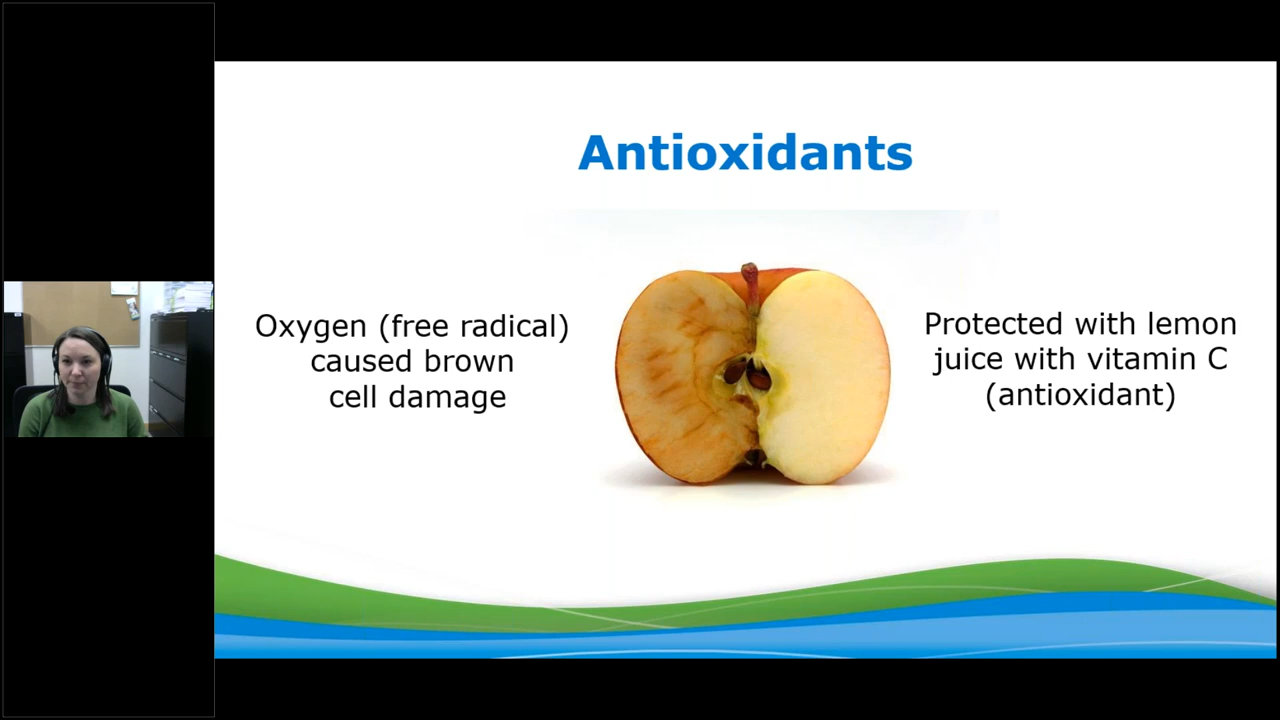 Antioxidants
Oxygen (free radical)
caused brown
cell damage
Protected with lemon
juice with vitamin C
(antioxidant)